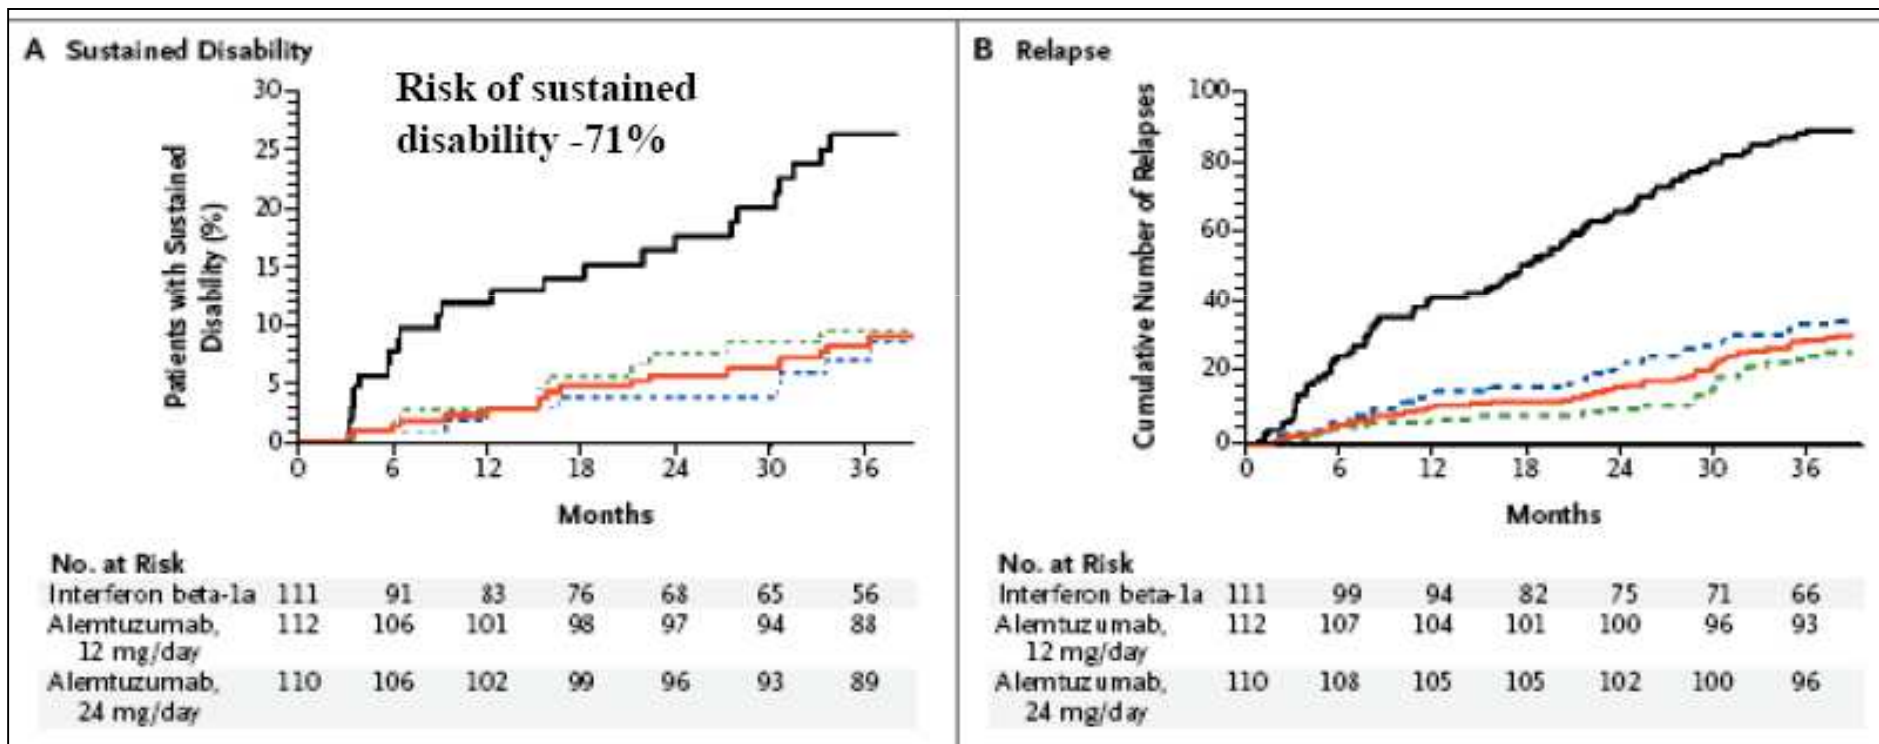 A Sustained Disability
Risk of sustained
disability -71%
Patients with Sustained
Disability (%)
30
25
20
15
10
5
0
0 6 12 18 24 30 36
Months
No. at Risk
Interferon beta-1a 111 91 83 76 68 65 56
Alemtuzumab, 112 106 101 98 97 94 88
12 mg/day
Alemtuzumab, 110 106 102 99 96 93 89
24 mg/day
B Relapse
Cumulative Number of Relapses
100
80
60
40
20
0
0 6 12 18 24 30 36
Months
No. at Risk
Interferon beta-1a 111 99 94 82 75 71 66
Alemtuzumab, 112 107 104 101 100 96 93
12 mg/day
Alemtuzumab, 110 108 105 105 102 100 96
24 mg/day